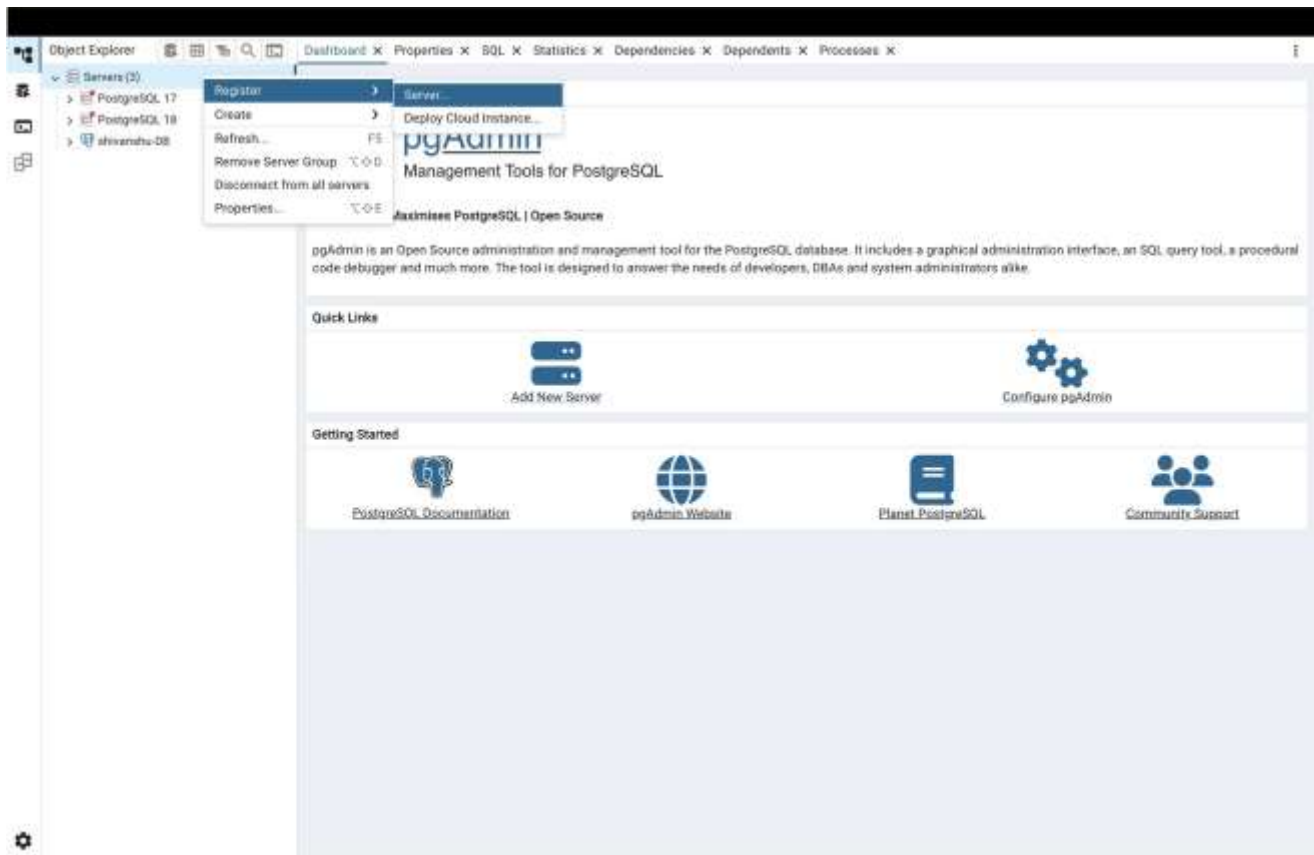 Object Explorer
Dashboard Properties SQL Statistics Dependencies Dependents Processes
Servers (3)
PostgreSQL 17
PostgreSQL 18
shivanshu-DB
Register
Server...
Create
Deploy Cloud Instance...
Refresh... F5
Remove Server Group ⌥⇧D
Disconnect from all servers
Properties... ⌥⇧E
pgAdmin
Management Tools for PostgreSQL
Maximises PostgreSQL | Open Source
pgAdmin is an Open Source administration and management tool for the PostgreSQL database. It includes a graphical administration interface, an SQL query tool, a procedural
code debugger and much more. The tool is designed to answer the needs of developers, DBAs and system administrators alike.
Quick Links
Add New Server
Configure pgAdmin
Getting Started
PostgreSQL Documentation
pgAdmin Website
Planet PostgreSQL
Community Support